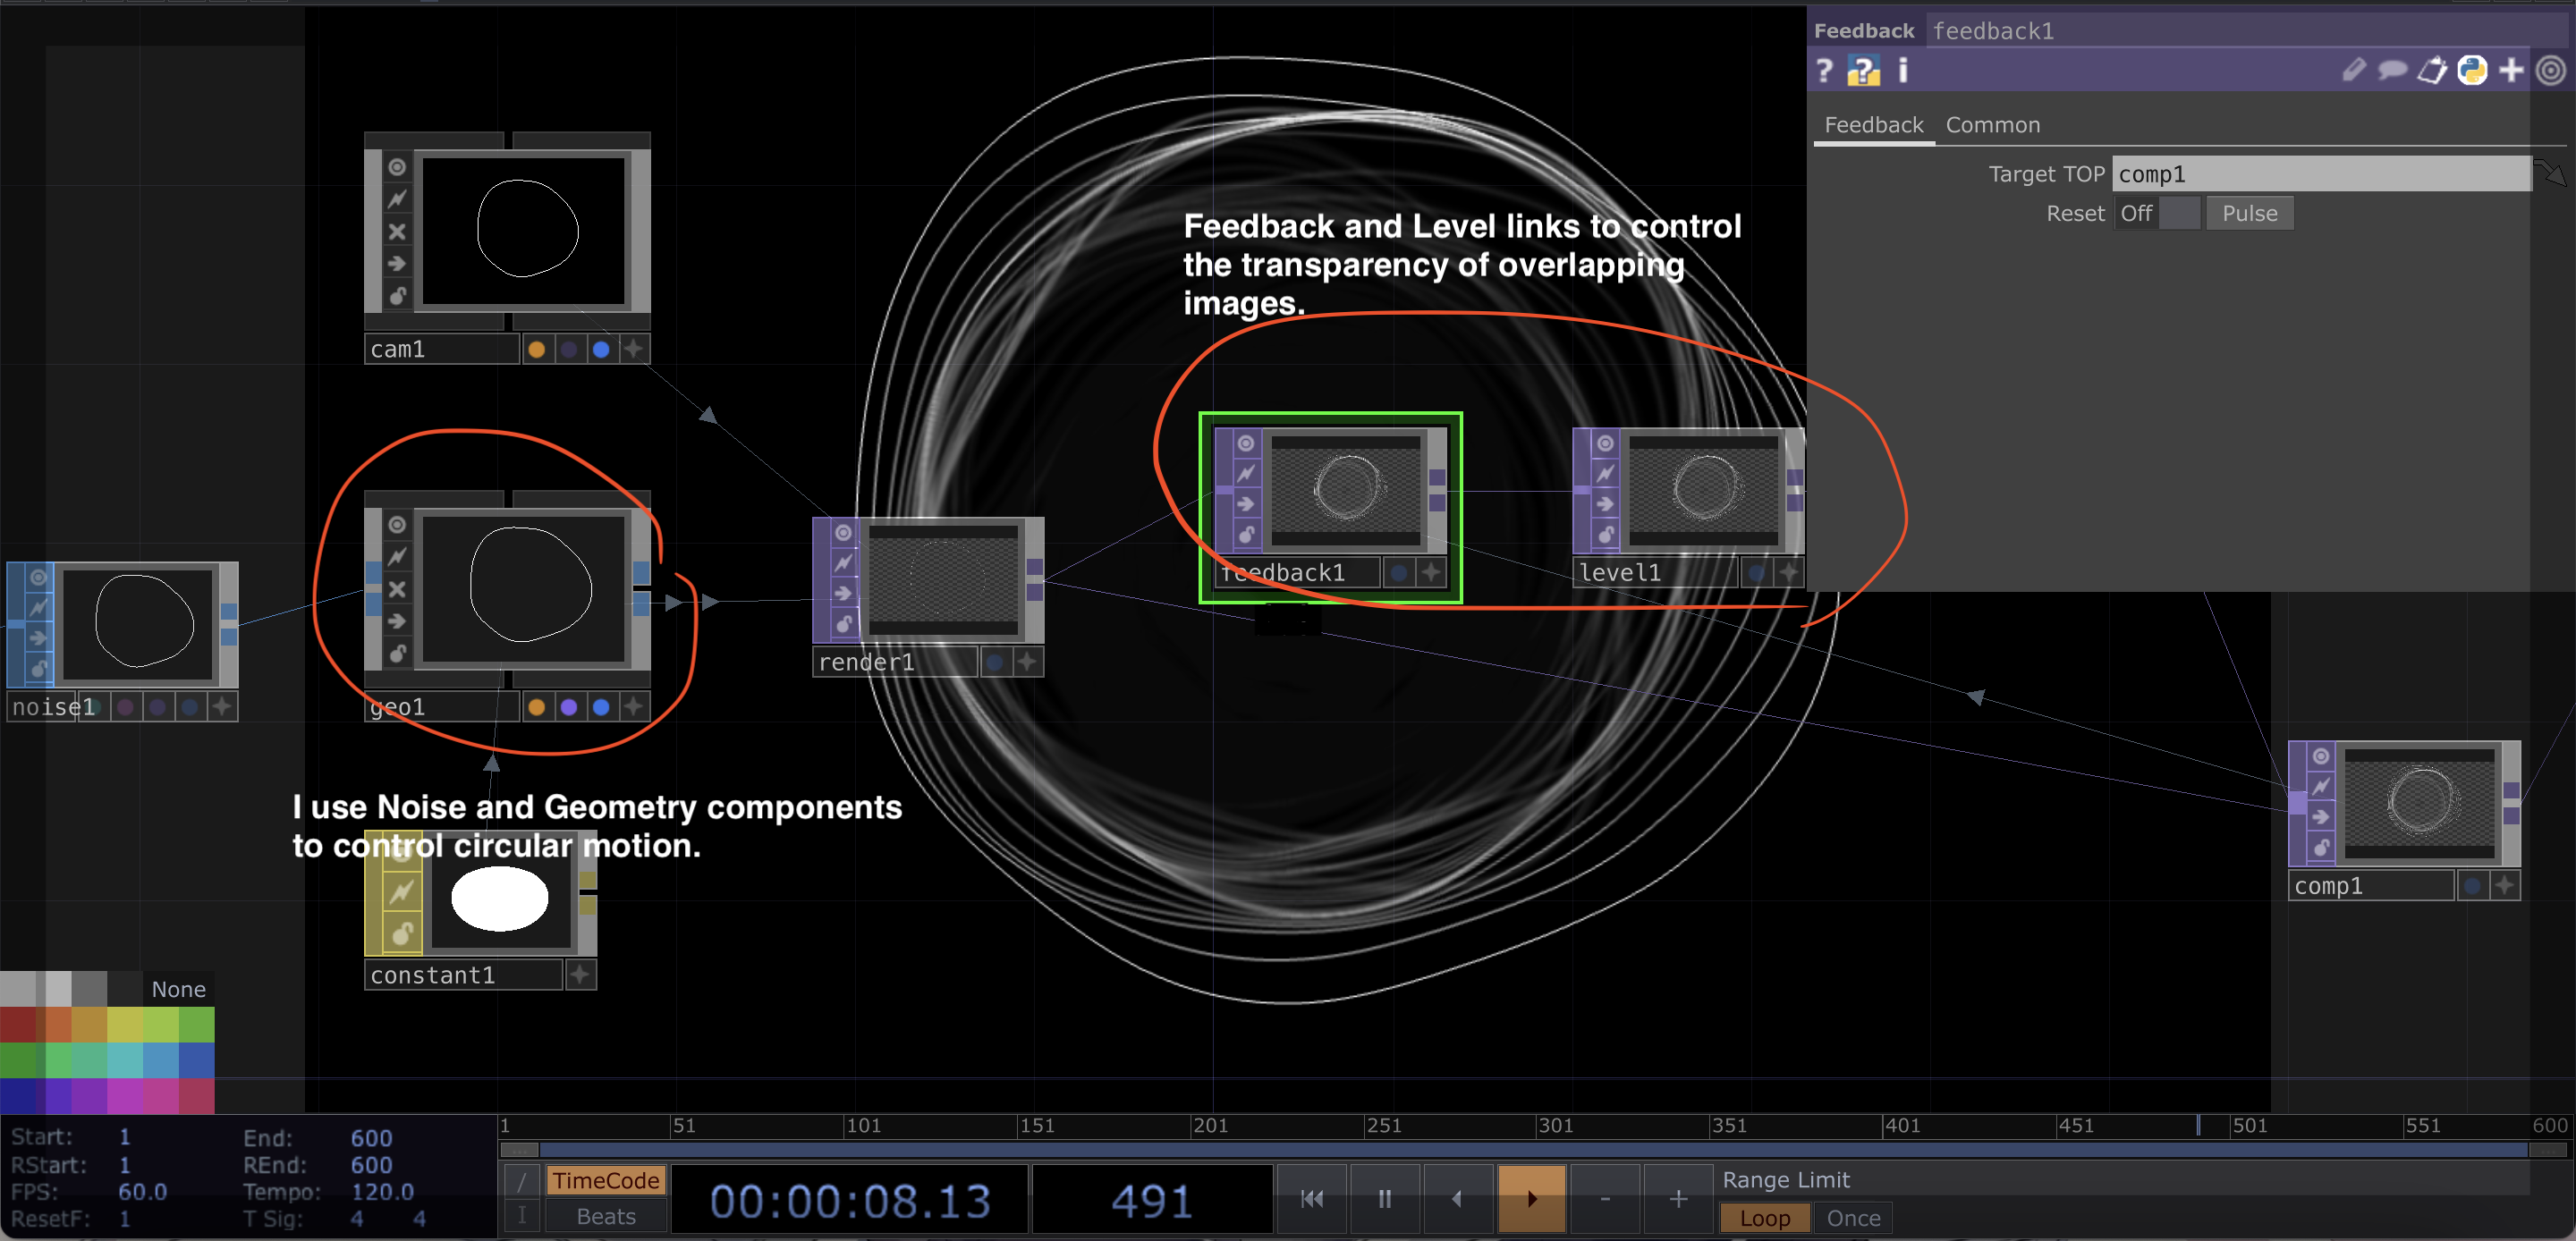 Feedback feedback1
? ? i
Feedback Common
Target TOP comp1
Reset Off Pulse
Feedback and Level links to control
the transparency of overlapping
images.
cam1
feedback1
level1
render1
noise1
geo1
I use Noise and Geometry components
to control circular motion.
comp1
constant1
None
1 51 101 151 201 251 301 351 401 451 501 551 600
Start: 1 End: 600
RStart: 1 REnd: 600
FPS: 60.0 Tempo: 120.0
ResetF: 1 T Sig: 4 4
/ TimeCode 00:00:08.13 491 - + Range Limit
I Beats Loop Once